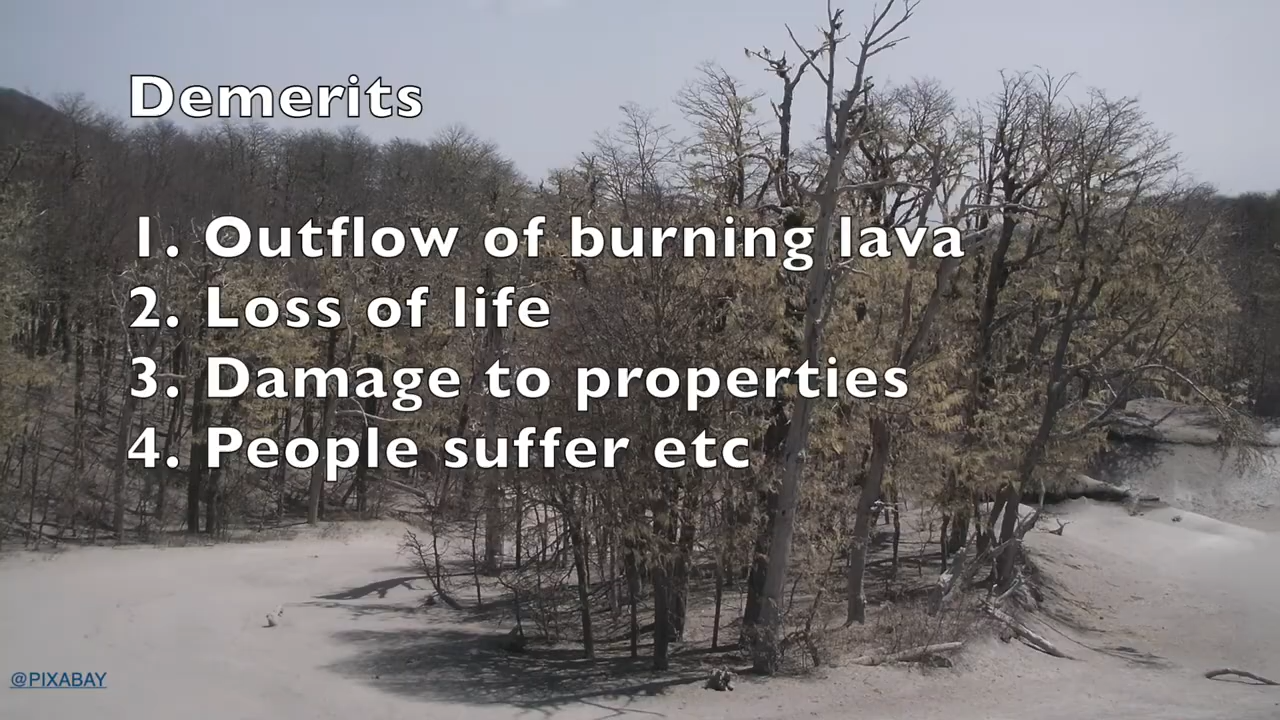 Demerits
1. Outflow of burning lava
2. Loss of life
3. Damage to properties
4. People suffer etc
@PIXABAY